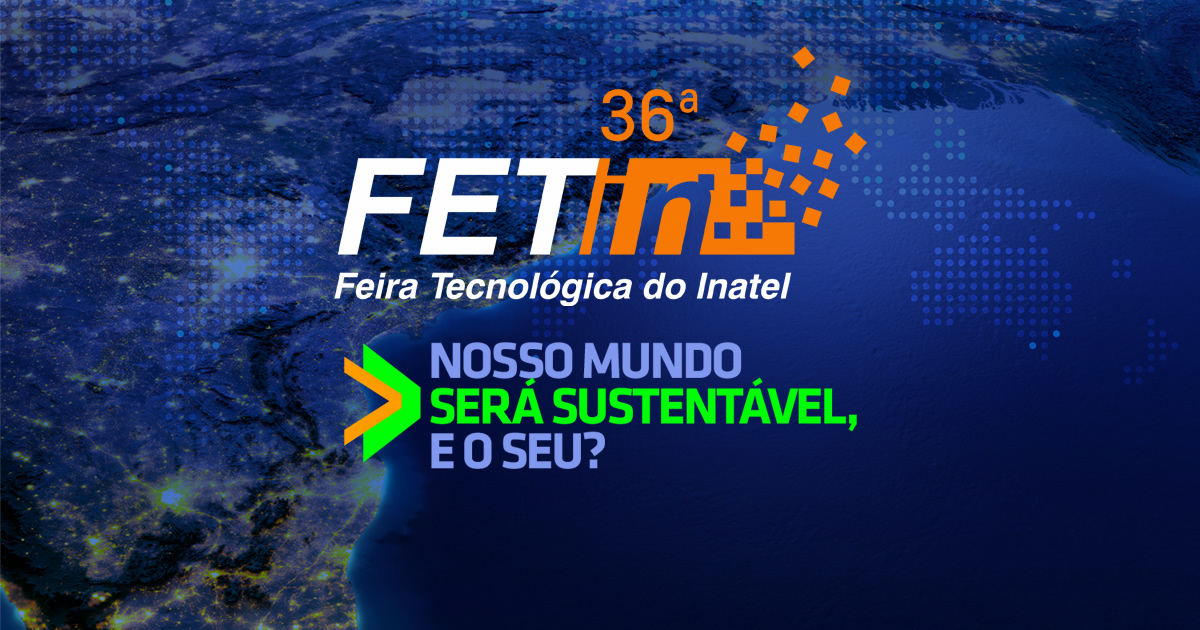 36ª
FETin
Feira Tecnológica do Inatel
NOSSO MUNDO
SERÁ SUSTENTÁVEL,
E O SEU?